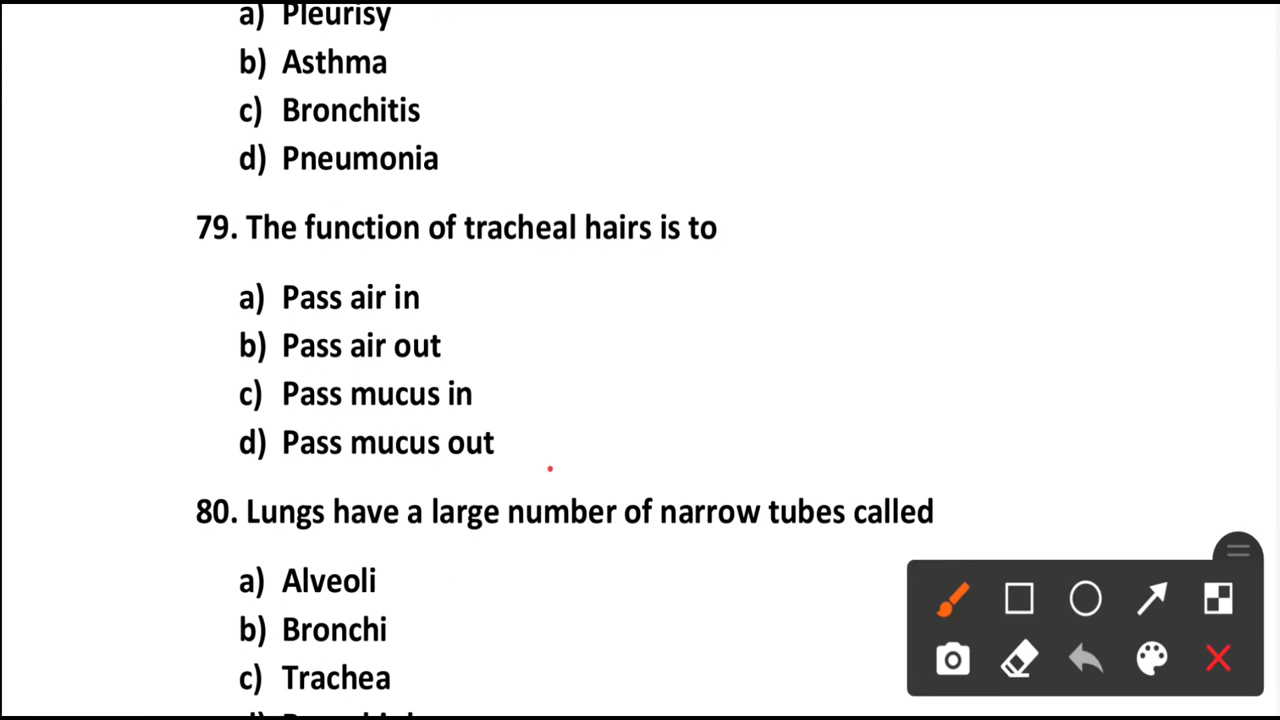 a) Pleurisy
b) Asthma
c) Bronchitis
d) Pneumonia
79. The function of tracheal hairs is to
a) Pass air in
b) Pass air out
c) Pass mucus in
d) Pass mucus out
80. Lungs have a large number of narrow tubes called
a) Alveoli
b) Bronchi
c) Trachea